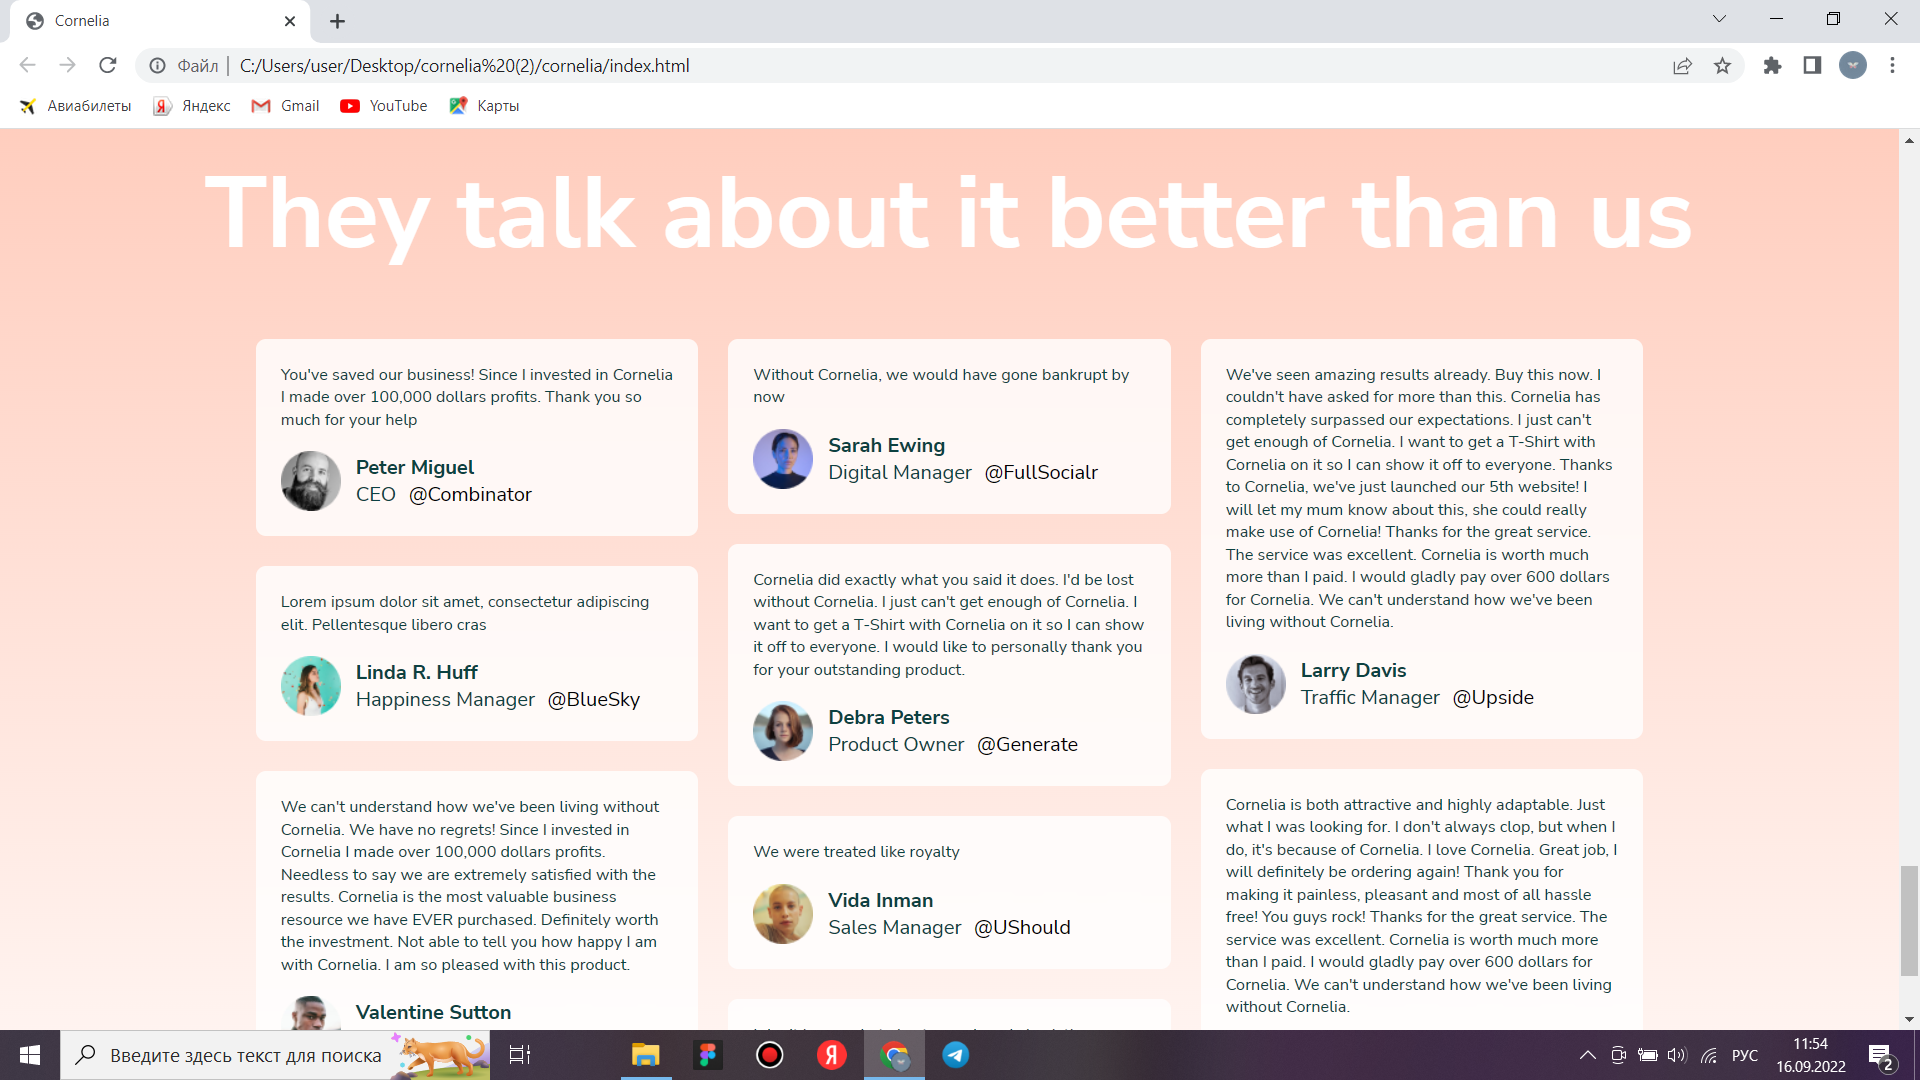 Cornelia
Файл
C:/Users/user/Desktop/cornelia%20(2)/cornelia/index.html
Авиабилеты
Яндекс
Gmail
YouTube
Карты
They talk about it better than us
You've saved our business! Since I invested in Cornelia
I made over 100,000 dollars profits. Thank you so
much for your help
Peter Miguel
CEO @Combinator
Lorem ipsum dolor sit amet, consectetur adipiscing
elit. Pellentesque libero cras
Linda R. Huff
Happiness Manager @BlueSky
We can't understand how we've been living without
Cornelia. We have no regrets! Since I invested in
Cornelia I made over 100,000 dollars profits.
Needless to say we are extremely satisfied with the
results. Cornelia is the most valuable business
resource we have EVER purchased. Definitely worth
the investment. Not able to tell you how happy I am
with Cornelia. I am so pleased with this product.
Valentine Sutton
Without Cornelia, we would have gone bankrupt by
now
Sarah Ewing
Digital Manager @FullSocialr
Cornelia did exactly what you said it does. I'd be lost
without Cornelia. I just can't get enough of Cornelia. I
want to get a T-Shirt with Cornelia on it so I can show
it off to everyone. I would like to personally thank you
for your outstanding product.
Debra Peters
Product Owner @Generate
We were treated like royalty
Vida Inman
Sales Manager @UShould
We've seen amazing results already. Buy this now. I
couldn't have asked for more than this. Cornelia has
completely surpassed our expectations. I just can't
get enough of Cornelia. I want to get a T-Shirt with
Cornelia on it so I can show it off to everyone. Thanks
to Cornelia, we've just launched our 5th website! I
will let my mum know about this, she could really
make use of Cornelia! Thanks for the great service.
The service was excellent. Cornelia is worth much
more than I paid. I would gladly pay over 600 dollars
for Cornelia. We can't understand how we've been
living without Cornelia.
Larry Davis
Traffic Manager @Upside
Cornelia is both attractive and highly adaptable. Just
what I was looking for. I don't always clop, but when I
do, it's because of Cornelia. I love Cornelia. Great job, I
will definitely be ordering again! Thank you for
making it painless, pleasant and most of all hassle
free! You guys rock! Thanks for the great service. The
service was excellent. Cornelia is worth much more
than I paid. I would gladly pay over 600 dollars for
Cornelia. We can't understand how we've been living
without Cornelia.
Введите здесь текст для поиска
Я
РУС
11:54
16.09.2022
2